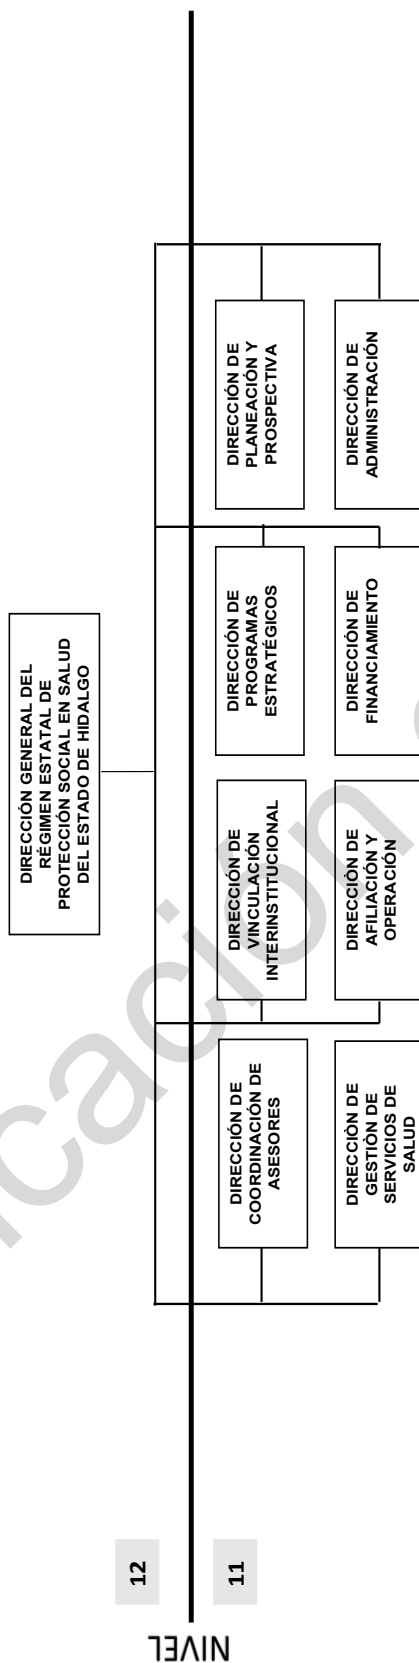 DIRECCIÓN GENERAL DEL
RÉGIMEN ESTATAL DE
PROTECCIÓN SOCIAL EN SALUD
DEL ESTADO DE HIDALGO
NIVEL
12
11
DIRECCIÓN DE
COORDINACIÓN DE
ASESORES
DIRECCIÓN DE
VINCULACIÓN
INTERINSTITUCIONAL
DIRECCIÓN DE
PROGRAMAS
ESTRATÉGICOS
DIRECCIÓN DE
PLANEACIÓN Y
PROSPECTIVA
DIRECCIÓN DE
GESTIÓN DE
SERVICIOS DE
SALUD
DIRECCIÓN DE
AFILIACIÓN Y
OPERACIÓN
DIRECCIÓN DE
FINANCIAMIENTO
DIRECCIÓN DE
ADMINISTRACIÓN
icación